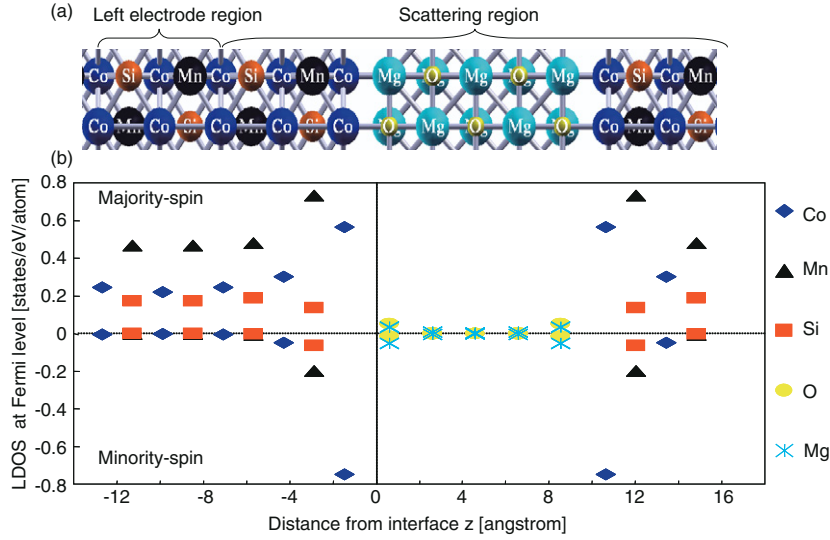 (a)
Left electrode region
Scattering region
Co Si Co Mn Co Si Co Mn Co Mg O Mg O Mg Co Si Co Mn
Co Mn Co Si Co Mn Co Si Co O Mg O Mg O Co Mn Co Si
(b)
Majority-spin
Minority-spin
LDOS at Fermi level [states/eV/atom]
0.8
0.6
0.4
0.2
0
-0.2
-0.4
-0.6
-0.8
-12 -8 -4 0 4 8 12 16
Distance from interface z [angstrom]
Co
Mn
Si
O
Mg